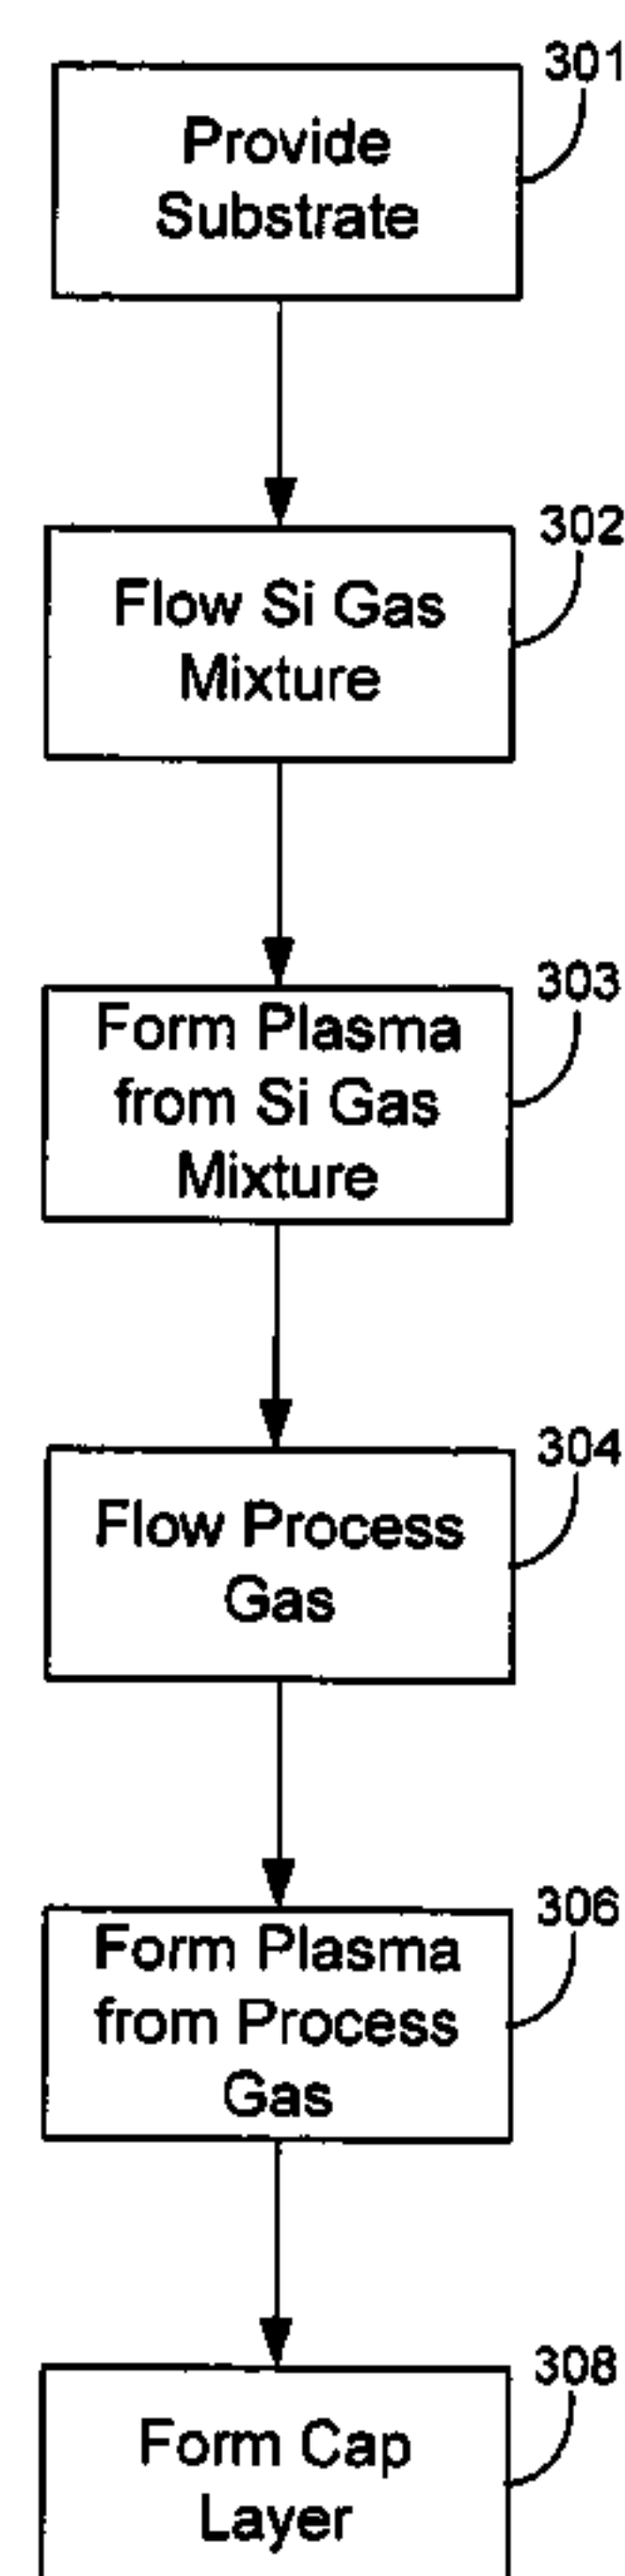 301
Provide
Substrate
302
Flow Si Gas
Mixture
303
Form Plasma
from Si Gas
Mixture
304
Flow Process
Gas
306
Form Plasma
from Process
Gas
308
Form Cap
Layer